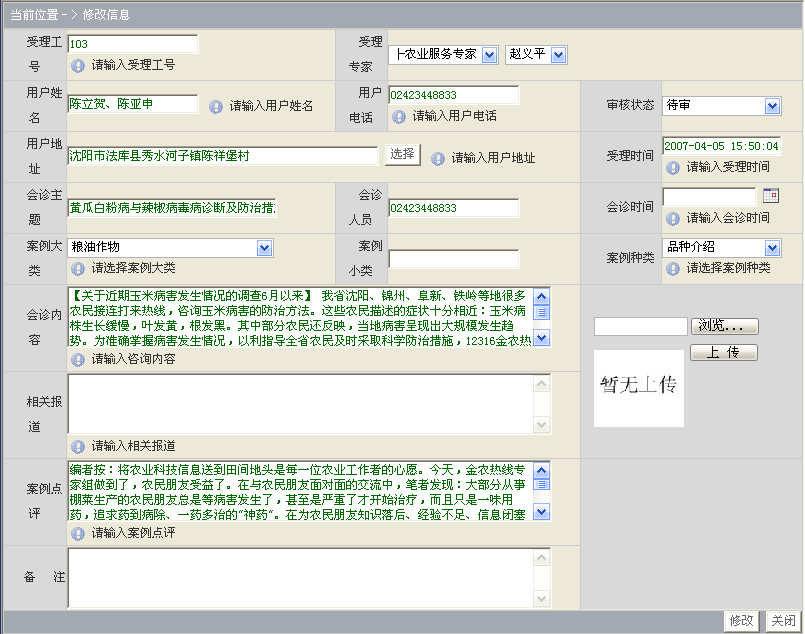 当前位置 - > 修改信息
受理工号
103
请输入受理工号
受理专家
农业服务专家
赵义平
用户姓名
陈立贺、陈亚申
请输入用户姓名
用户电话
02423448833
请输入用户电话
审核状态
待审
用户地址
沈阳市法库县秀水河子镇陈祥堡村
选择
请输入用户地址
受理时间
2007-04-05 15:50:04
请输入受理时间
会诊主题
黄瓜白粉病与辣椒病毒病诊断及防治措
会诊人员
02423448833
会诊时间
请输入会诊时间
案例大类
粮油作物
请选择案例大类
案例小类
案例种类
品种介绍
请选择案例种类
会诊内容
【关于近期玉米病害发生情况的调查6月以来】 我省沈阳、锦州、阜新、铁岭等地很多
农民接连打来热线，咨询玉米病害的防治方法。这些农民描述的症状十分相近：玉米病
株生长缓慢，叶发黄，根发黑。其中部分农民还反映，当地病害呈现出大规模发生趋
势。为准确掌握病害发生情况，以利指导全省农民及时采取科学防治措施，12316金农热
请输入咨询内容
浏览...
上 传
暂无上传
相关报道
请输入相关报道
案例点评
编者按：将农业科技信息送到田间地头是每一位农业工作者的心愿。今天，金农热线专
家组做到了，农民朋友受益了。在与农民朋友面对面的交流中，笔者发现：大部分从事
棚菜生产的农民朋友总是等病害发生了，甚至是严重了才开始治疗，而且只是一味用
药，追求药到病除、一药多治的“神药”。在为农民朋友知识落后、经验不足、信息闭塞
请输入案例点评
备 注
修改
关闭